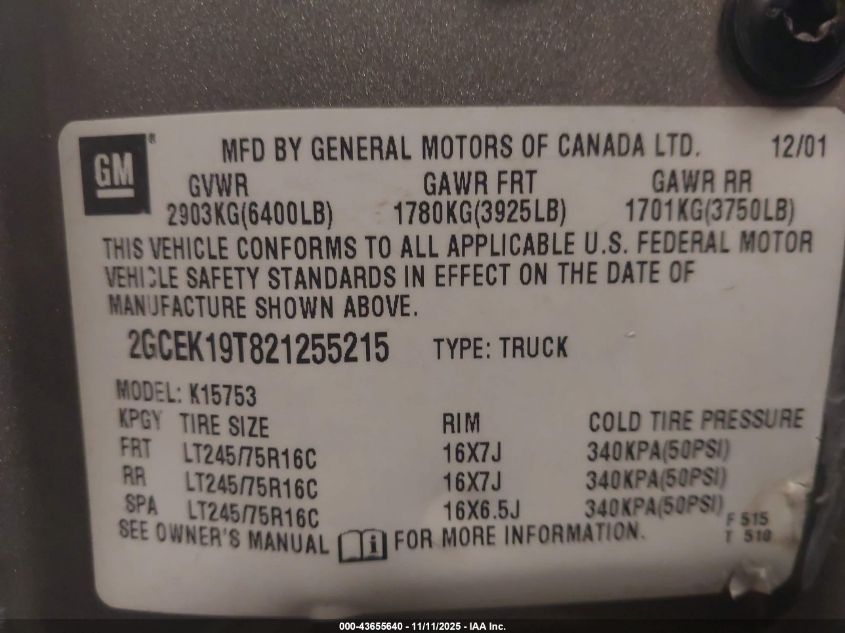 GM® MFD BY GENERAL MOTORS OF CANADA LTD. 12/01
GVWR GAWR FRT GAWR RR
2903KG(6400LB) 1780KG(3925LB) 1701KG(3750LB)
THIS VEHICLE CONFORMS TO ALL APPLICABLE U.S. FEDERAL MOTOR
VEHICLE SAFETY STANDARDS IN EFFECT ON THE DATE OF
MANUFACTURE SHOWN ABOVE.
2GCEK19T821255215 TYPE: TRUCK
MODEL: K15753
KPGY TIRE SIZE RIM COLD TIRE PRESSURE
FRT LT245/75R16C 16X7J 340KPA(50PSI)
RR LT245/75R16C 16X7J 340KPA(50PSI)
SPA LT245/75R16C 16X6.5J 340KPA(50PSI)
F 515
SEE OWNER'S MANUAL i FOR MORE INFORMATION. T 510
000-43655640 - 11/11/2025 - IAA Inc.